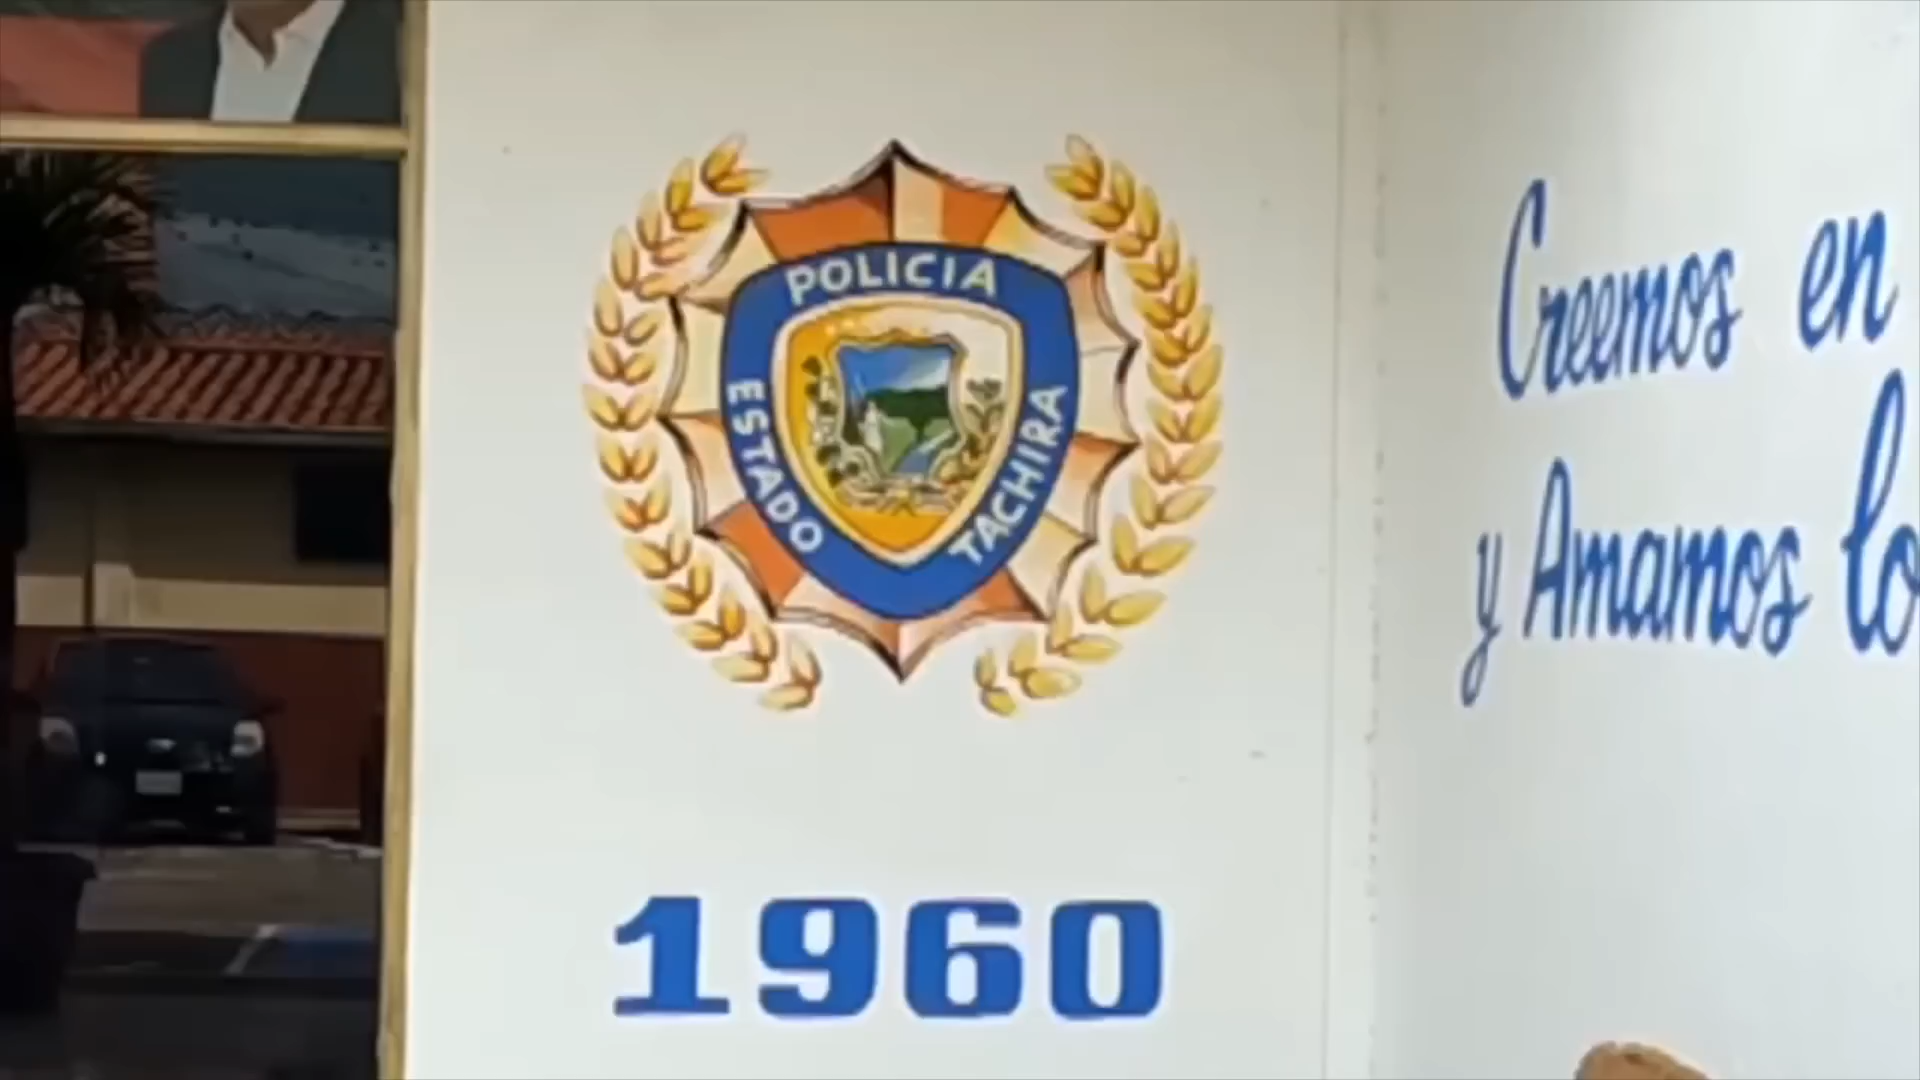 POLICIA
ESTADO
TACHIRA
1960
Creemos en
y Amamos lo